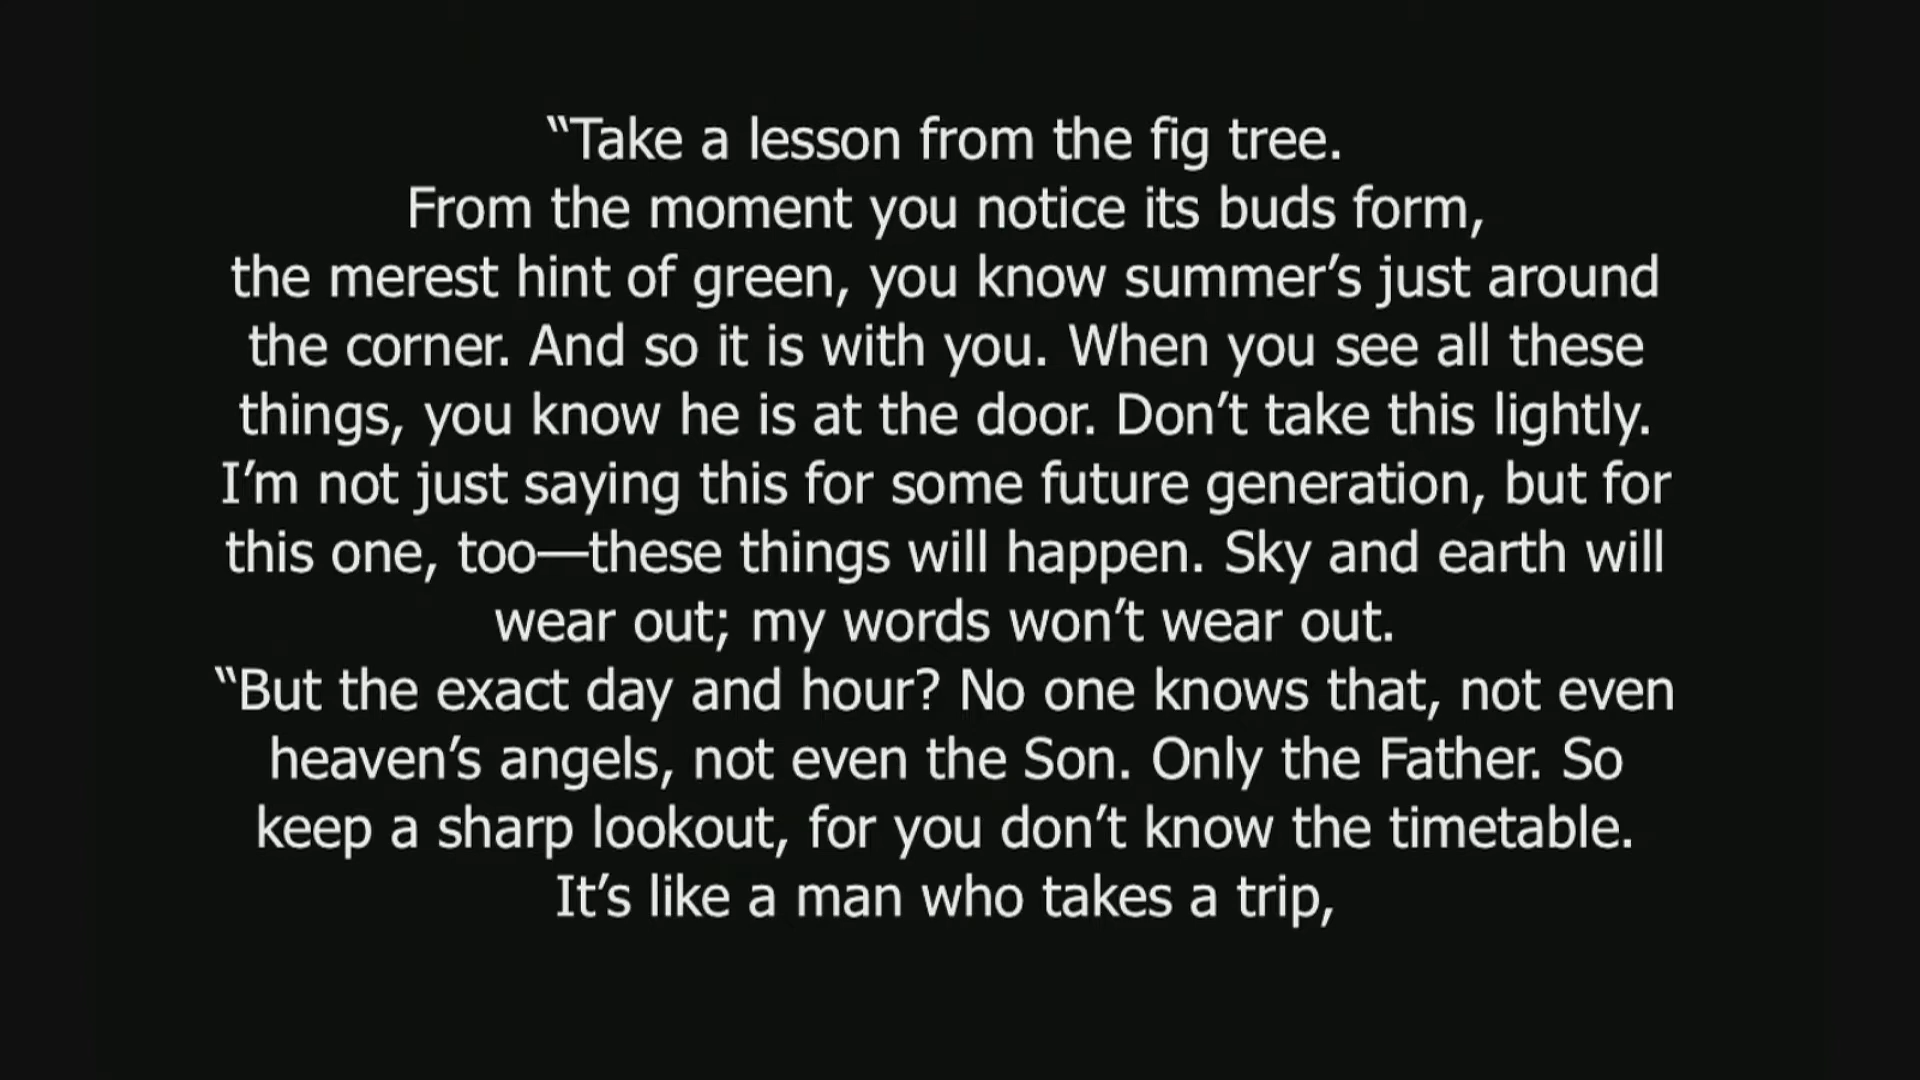 “Take a lesson from the fig tree.
From the moment you notice its buds form,
the merest hint of green, you know summer’s just around
the corner. And so it is with you. When you see all these
things, you know he is at the door. Don’t take this lightly.
I’m not just saying this for some future generation, but for
this one, too—these things will happen. Sky and earth will
wear out; my words won’t wear out.
“But the exact day and hour? No one knows that, not even
heaven’s angels, not even the Son. Only the Father. So
keep a sharp lookout, for you don’t know the timetable.
It’s like a man who takes a trip,